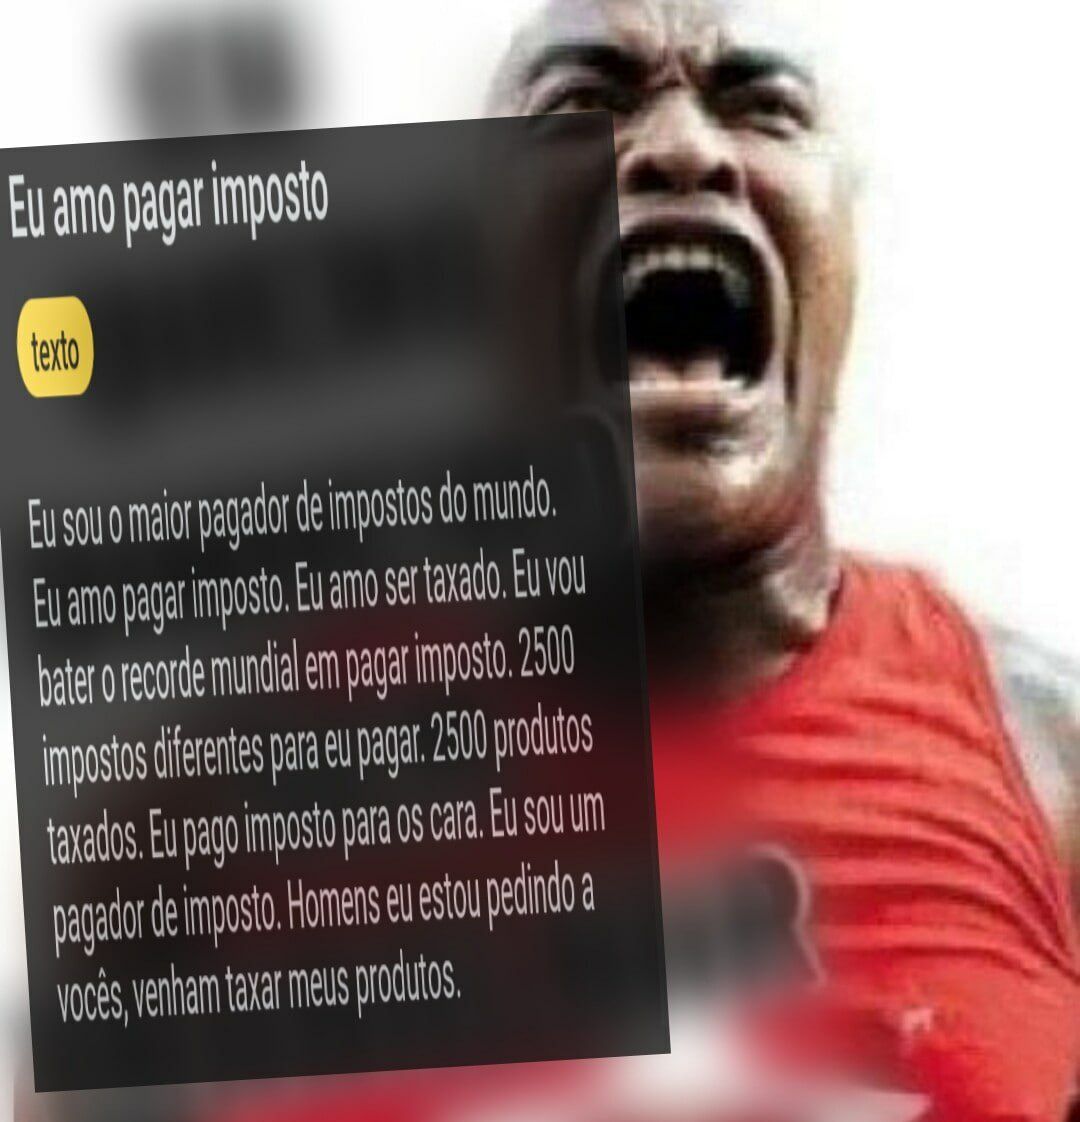 Eu amo pagar imposto
texto
Eu sou o maior pagador de impostos do mundo.
Eu amo pagar imposto. Eu amo ser taxado. Eu vou
bater o recorde mundial em pagar imposto. 2500
impostos diferentes para eu pagar. 2500 produtos
taxados. Eu pago imposto para os cara. Eu sou um
pagador de imposto. Homens eu estou pedindo a
vocês, venham taxar meus produtos.